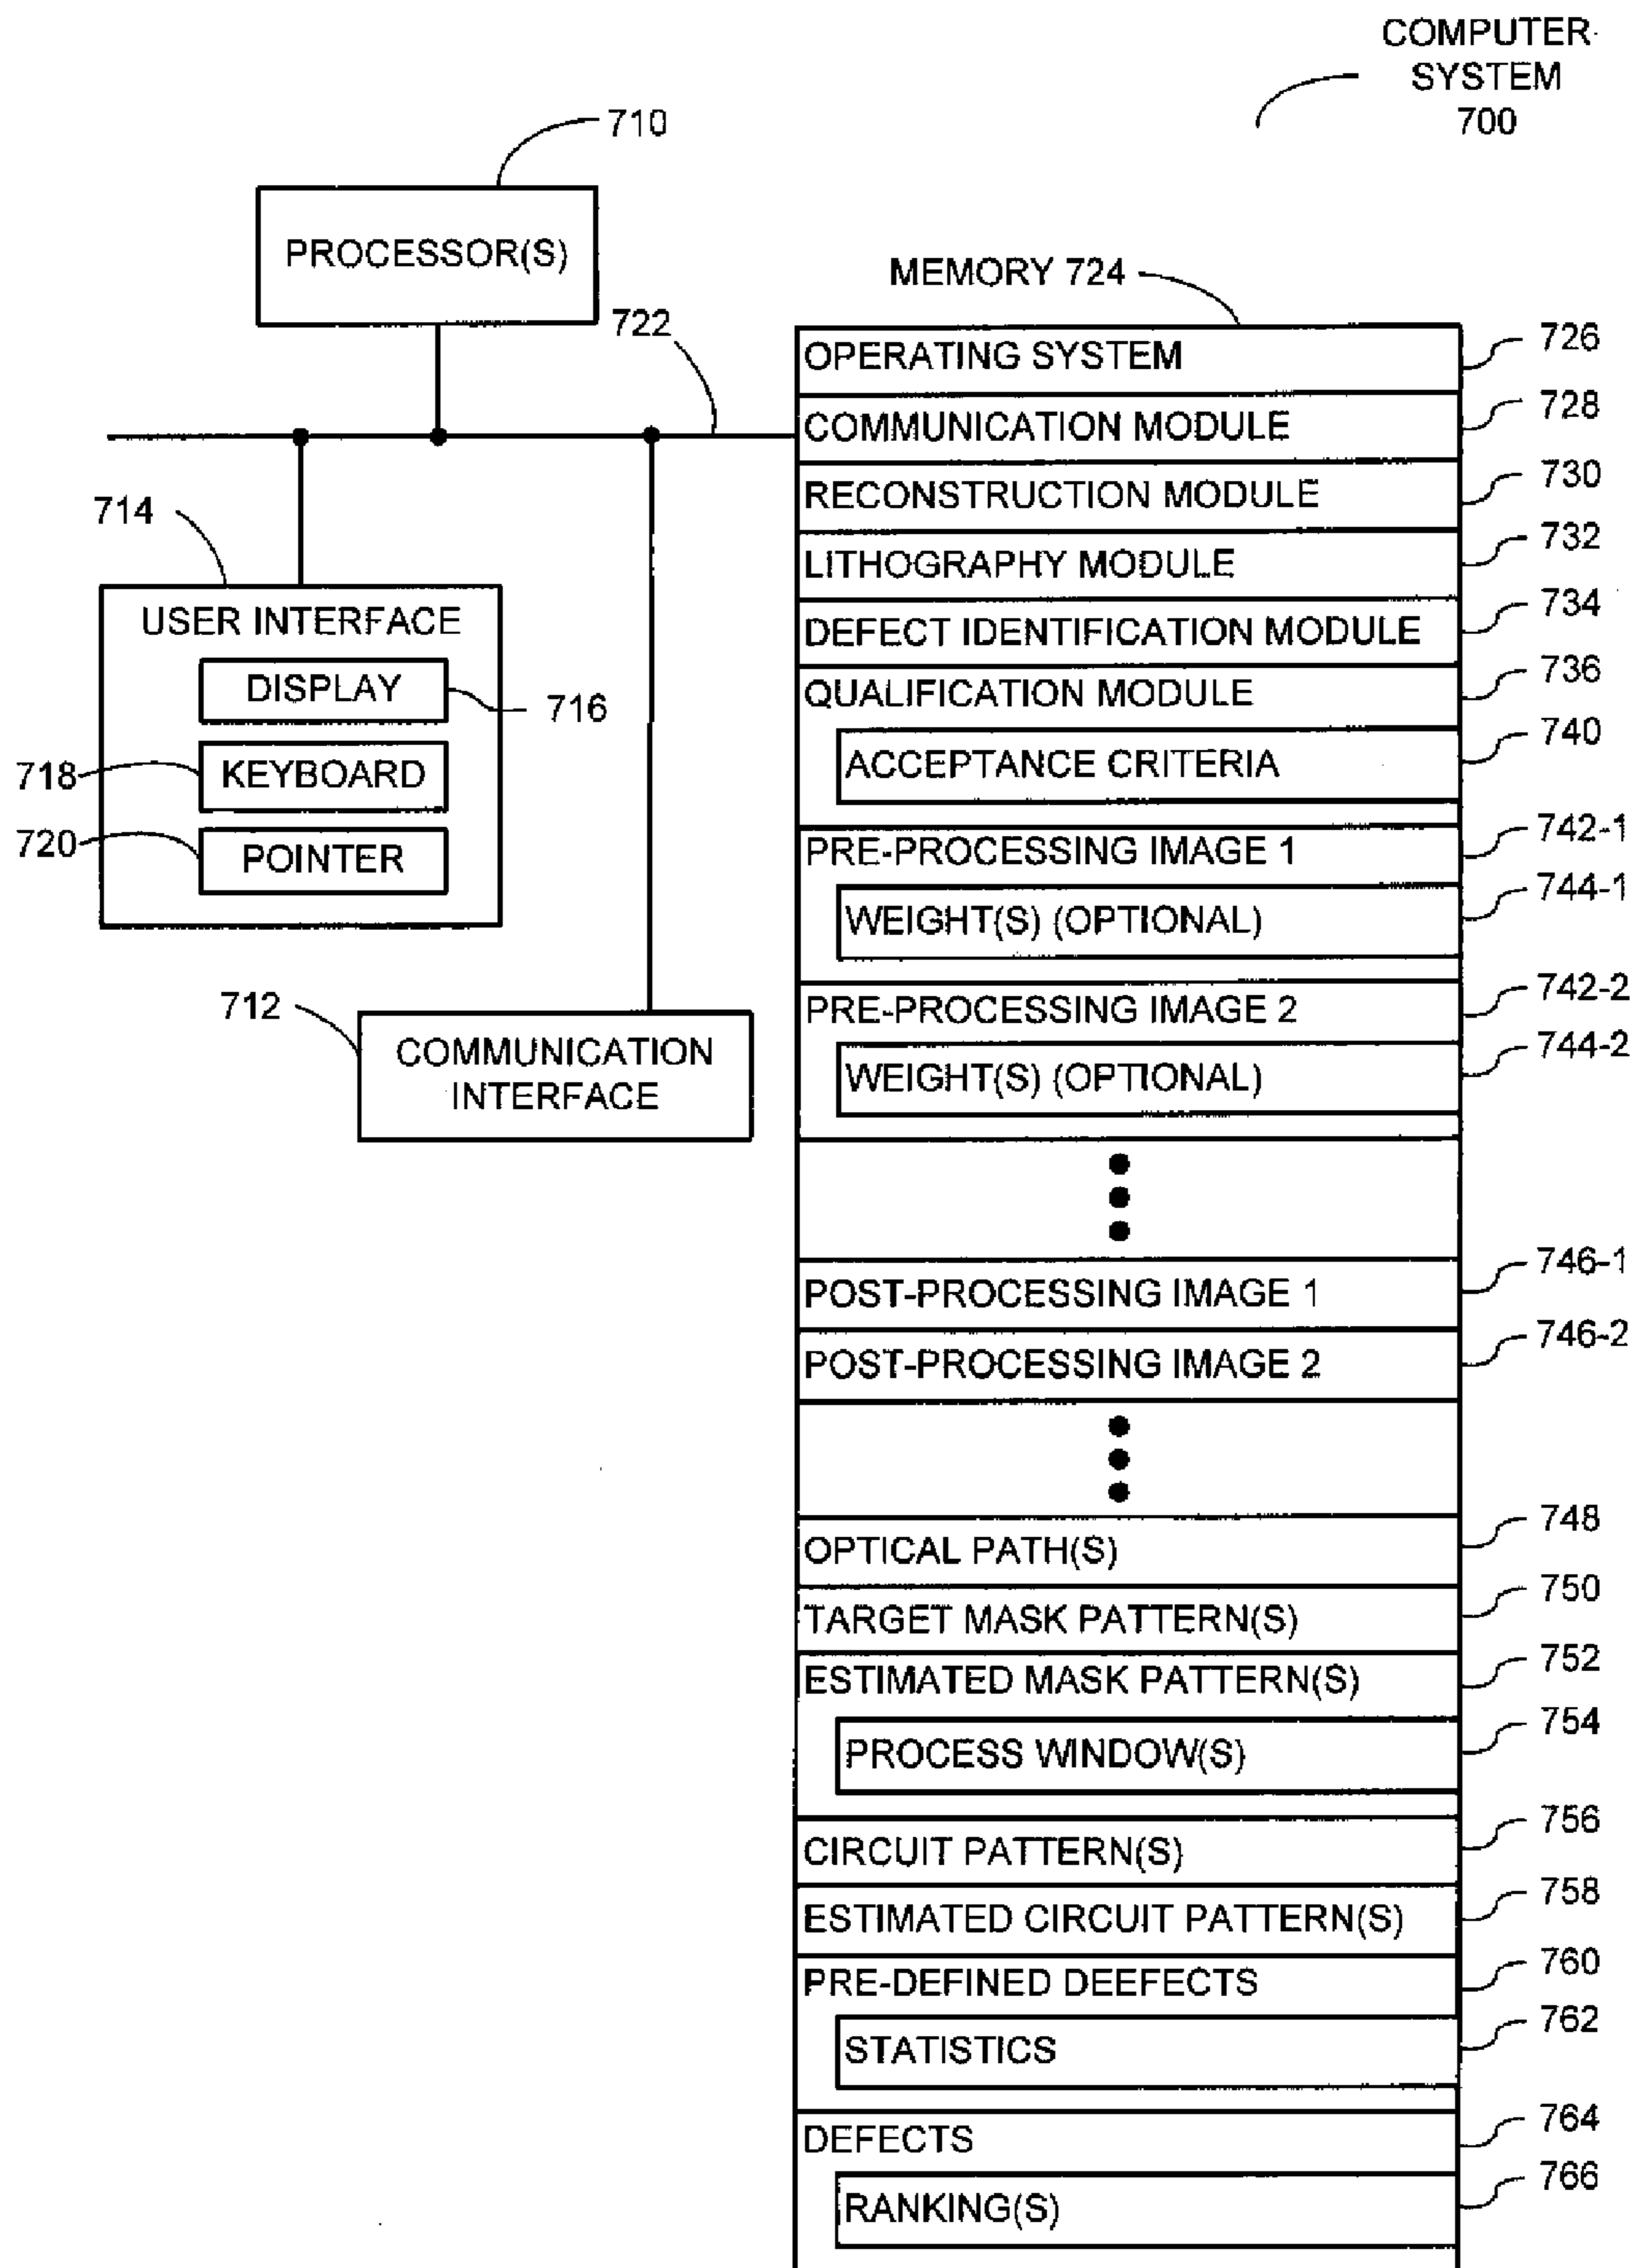 COMPUTER
SYSTEM
700
710
PROCESSOR(S)
MEMORY 724
722
OPERATING SYSTEM
726
COMMUNICATION MODULE
728
RECONSTRUCTION MODULE
730
LITHOGRAPHY MODULE
732
DEFECT IDENTIFICATION MODULE
734
QUALIFICATION MODULE
736
ACCEPTANCE CRITERIA
740
PRE-PROCESSING IMAGE 1
742-1
WEIGHT(S) (OPTIONAL)
744-1
PRE-PROCESSING IMAGE 2
742-2
WEIGHT(S) (OPTIONAL)
744-2
POST-PROCESSING IMAGE 1
746-1
POST-PROCESSING IMAGE 2
746-2
OPTICAL PATH(S)
748
TARGET MASK PATTERN(S)
750
ESTIMATED MASK PATTERN(S)
752
PROCESS WINDOW(S)
754
CIRCUIT PATTERN(S)
756
ESTIMATED CIRCUIT PATTERN(S)
758
PRE-DEFINED DEEFECTS
760
STATISTICS
762
DEFECTS
764
RANKING(S)
766
714
USER INTERFACE
DISPLAY
716
718
KEYBOARD
720
POINTER
712
COMMUNICATION
INTERFACE